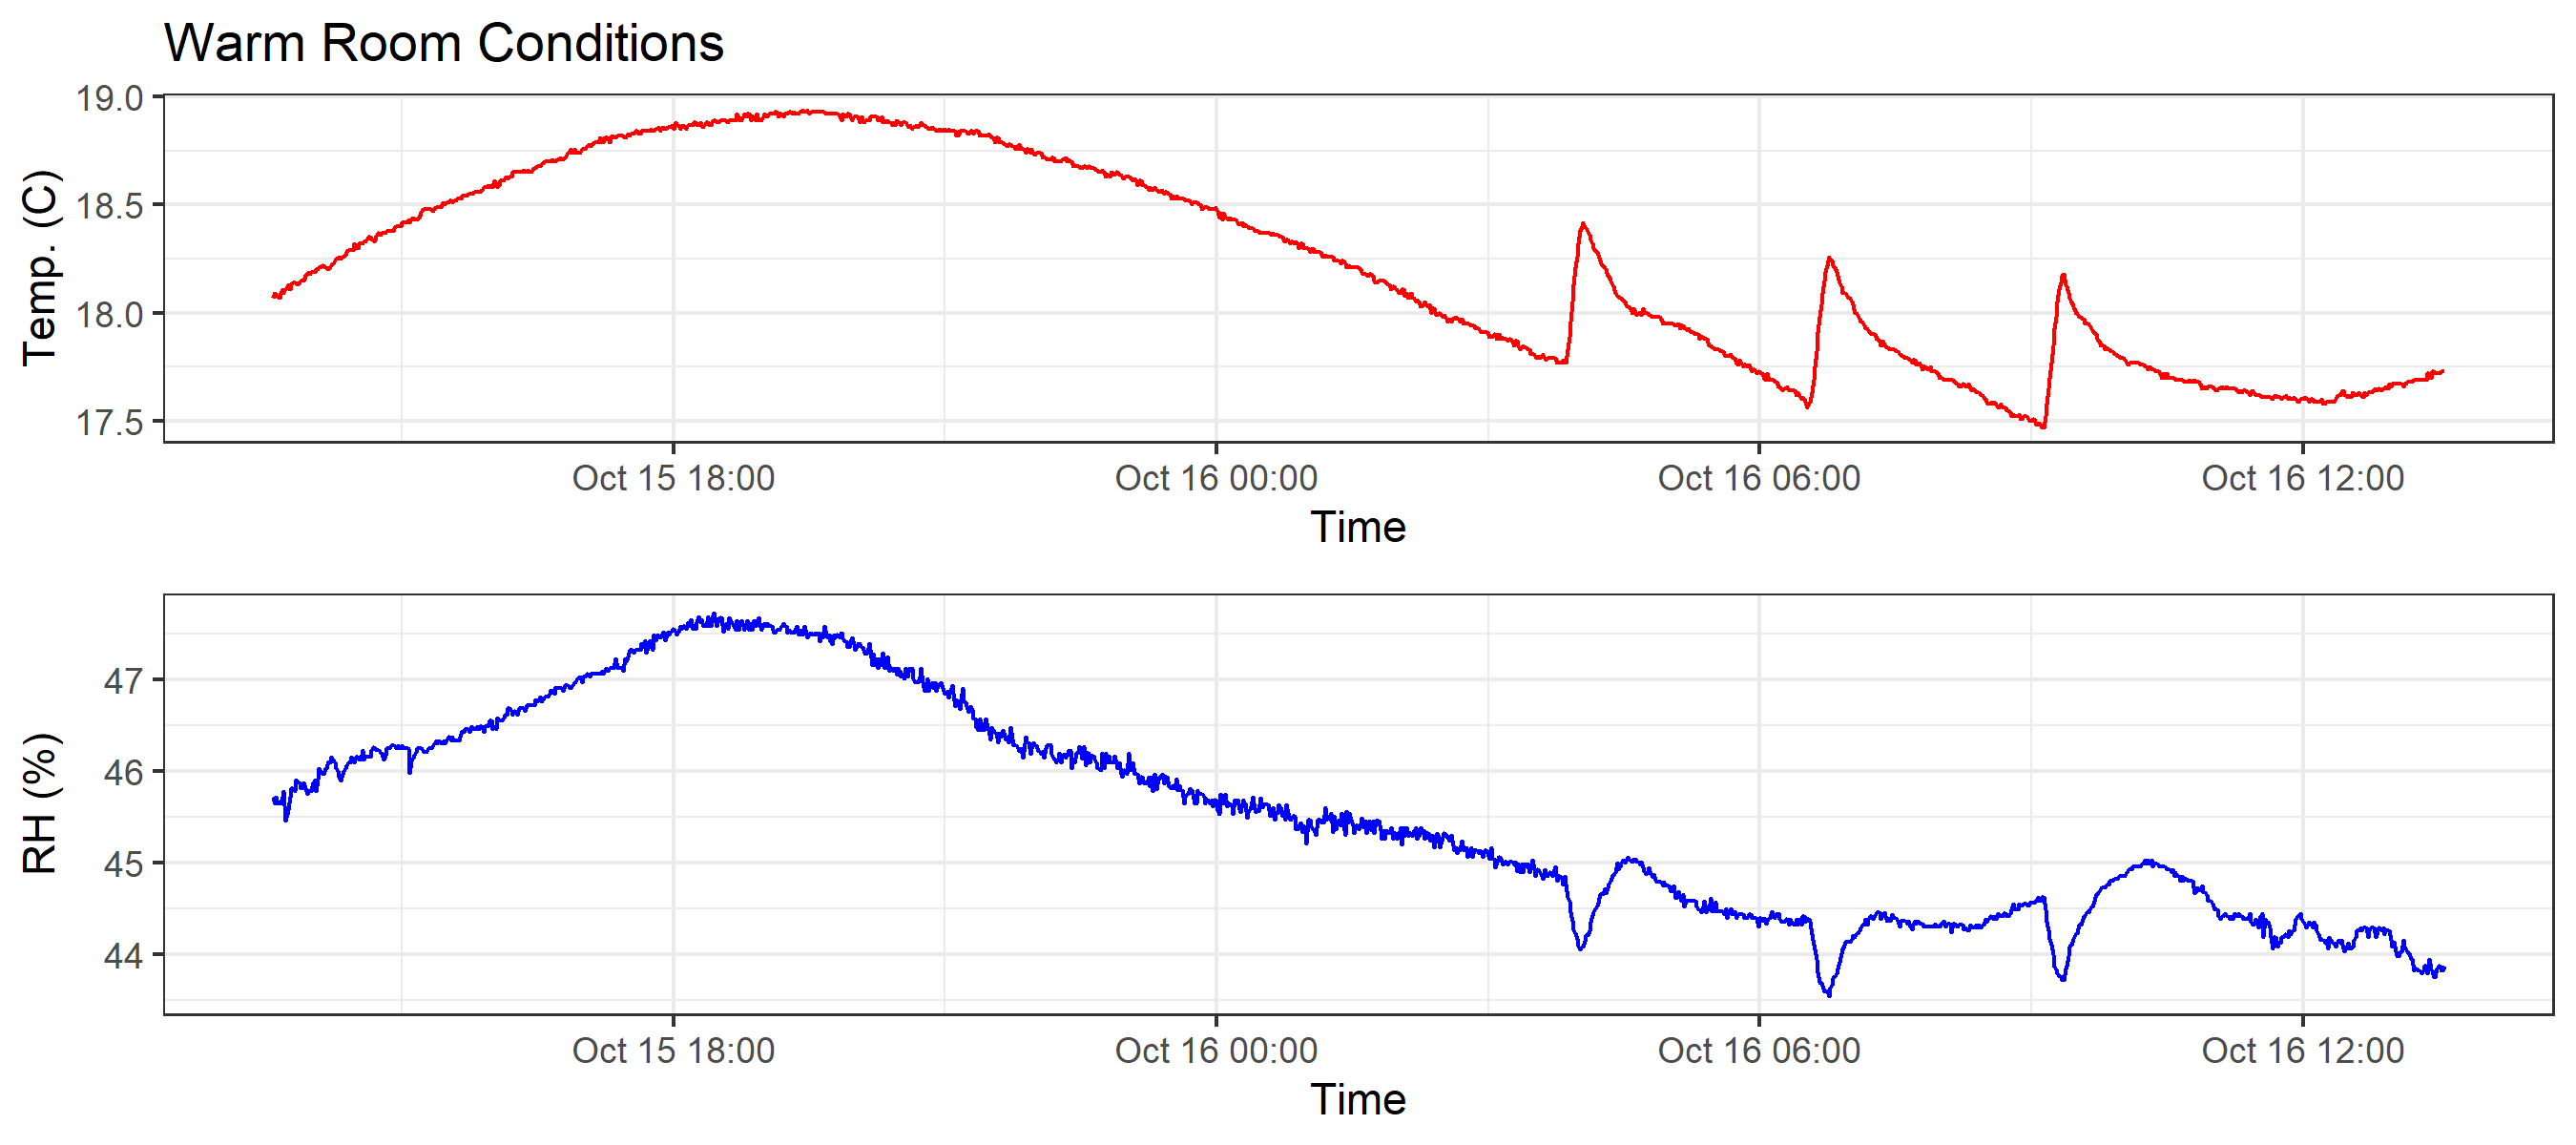 Warm Room Conditions
Temp. (C)
19.0
18.5
18.0
17.5
Oct 15 18:00 Oct 16 00:00 Oct 16 06:00 Oct 16 12:00
Time
RH (%)
47
46
45
44
Oct 15 18:00 Oct 16 00:00 Oct 16 06:00 Oct 16 12:00
Time